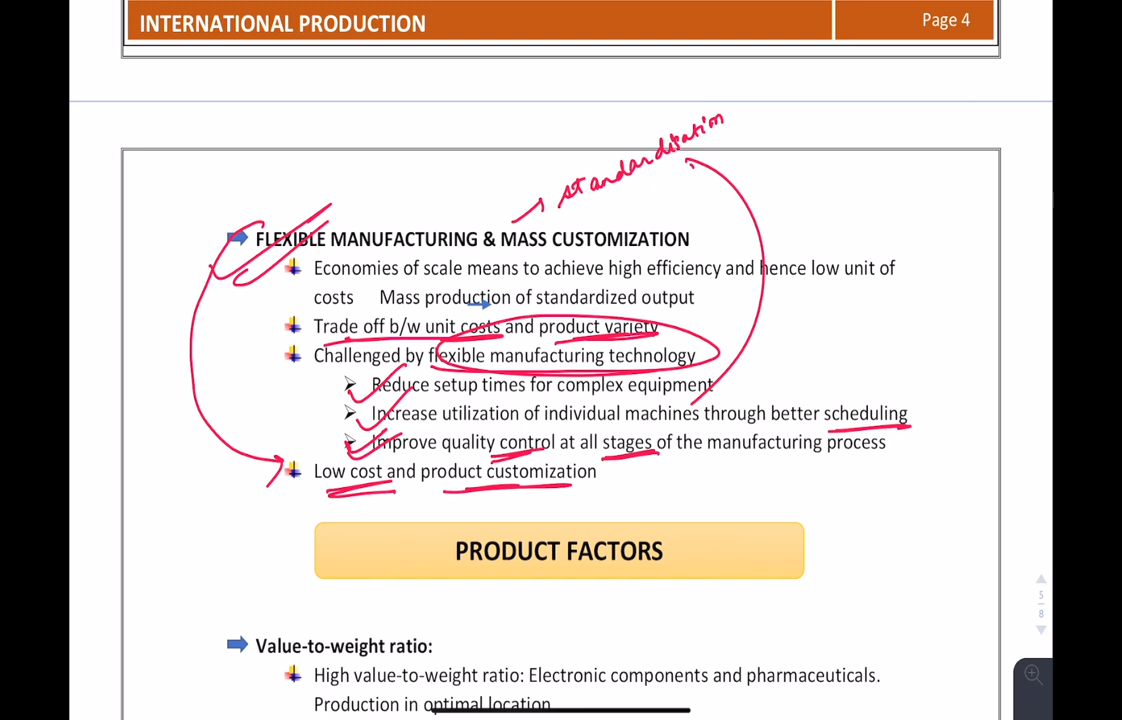 INTERNATIONAL PRODUCTION Page 4
standardisation
FLEXIBLE MANUFACTURING & MASS CUSTOMIZATION
Economies of scale means to achieve high efficiency and hence low unit of
costs Mass production of standardized output
Trade off b/w unit costs and product variety
Challenged by flexible manufacturing technology
Reduce setup times for complex equipment
Increase utilization of individual machines through better scheduling
Improve quality control at all stages of the manufacturing process
Low cost and product customization
PRODUCT FACTORS
5
8
Value-to-weight ratio:
High value-to-weight ratio: Electronic components and pharmaceuticals.
Production in optimal location